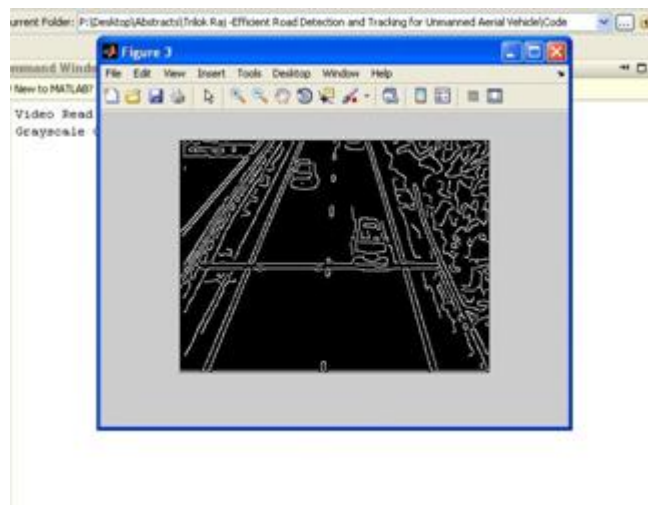 urrent Folder: P:\Desktop\Abstracts\Trilok Raj -Efficient Road Detection and Tracking for Unmanned Aerial Vehicle\Code
Figure 3
mmand Windo
File Edit View Insert Tools Desktop Window Help
New to MATLAB?
Video Read
Grayscale